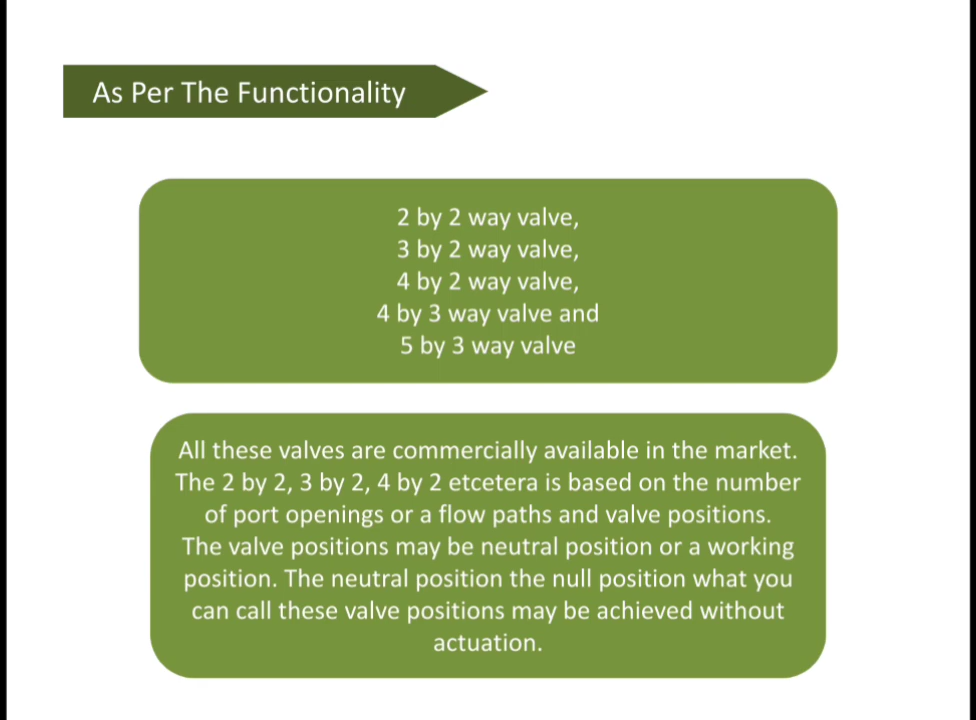 As Per The Functionality
2 by 2 way valve,
3 by 2 way valve,
4 by 2 way valve,
4 by 3 way valve and
5 by 3 way valve
All these valves are commercially available in the market.
The 2 by 2, 3 by 2, 4 by 2 etcetera is based on the number
of port openings or a flow paths and valve positions.
The valve positions may be neutral position or a working
position. The neutral position the null position what you
can call these valve positions may be achieved without
actuation.